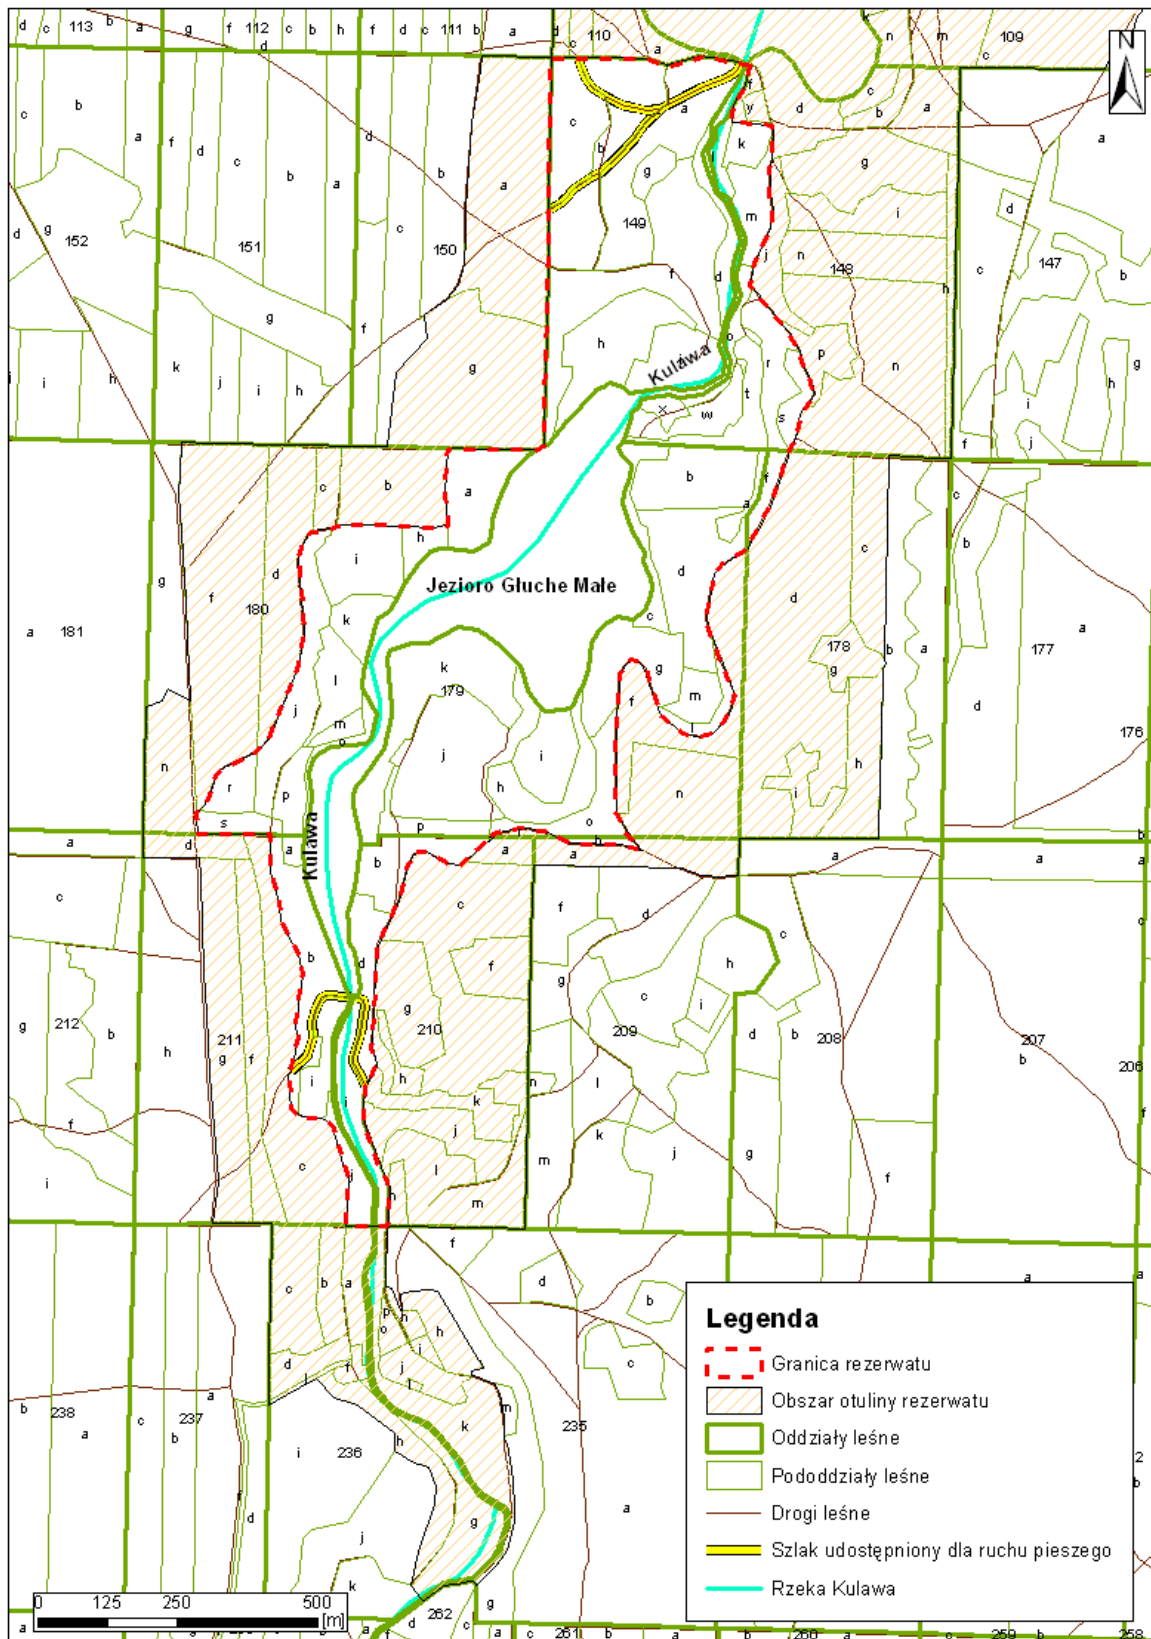 d c 113 b a g f 112 c b h f d c 111 b a d c 110 a k n m c 109
d
N
c b a f d c b a d b a c b a g f y k d c b a a
g i m j n 148 h d 147 c b g
d g 152 151 c 150 149 f d
g f g h o r p n
Kulawa
i i h k j i h x w t s f i j h
c b a b f a c b
g f d 180 i h k d c d
Jezioro Głuche Małe
a 181 178 g b a a 177
l k 179 c g m f l d 176
n j m o j i h n i h
r p s p o b
Kulawa
a d a b a a a a a b
c c f d c c
b d f g h
g 212 b h 211 g f g 210 g c i 209 d b 208 207 b 206
i h n l k f
f i j k j g f
i c j h l m m
c b a f d b a a
p n o h i
d f j c
l l m
b 238 a c 237 b a i 236 h k 235 2 b
f d g a
j k
Legenda
Granica rezerwatu
Obszar otuliny rezerwatu
Oddziały leśne
Pododdziały leśne
Drogi leśne
Szlak udostępniony dla ruchu pieszego
Rzeka Kulawa
0 125 250 500
[m]
262 d c g
a g f a c 261 b a b 260 a c 259 b a 258